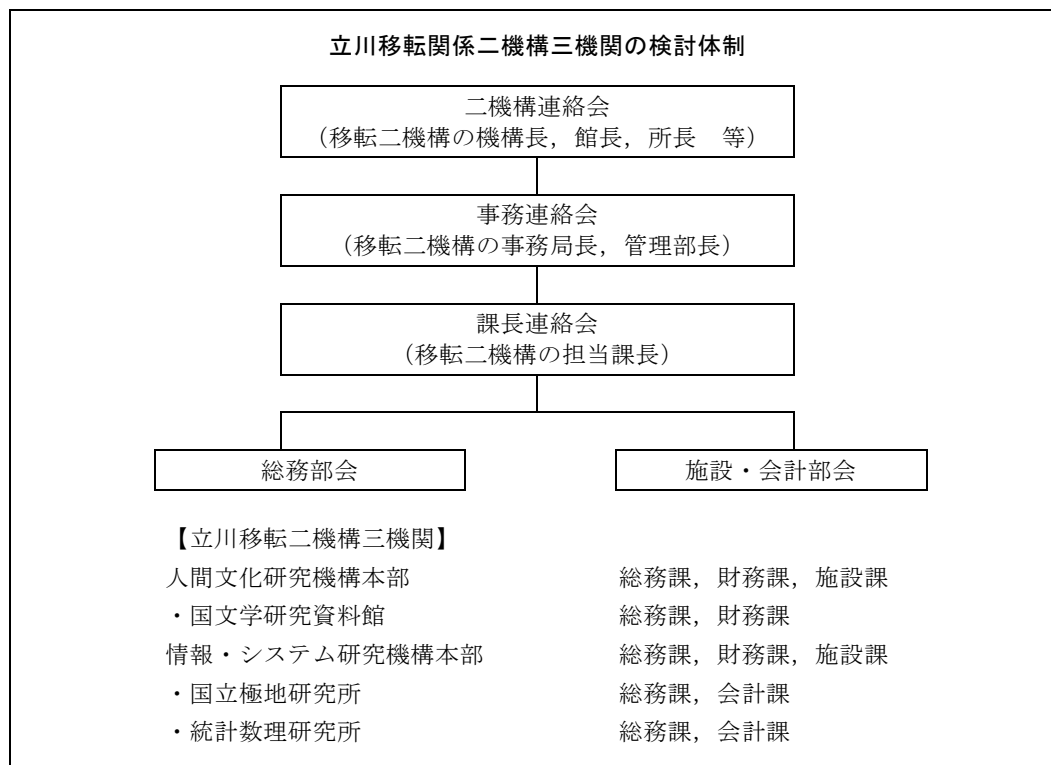 立川移転関係二機構三機関の検討体制
二機構連絡会
（移転二機構の機構長，館長，所長　等）
事務連絡会
（移転二機構の事務局長，管理部長）
課長連絡会
（移転二機構の担当課長）
総務部会
施設・会計部会
【立川移転二機構三機関】
人間文化研究機構本部　総務課，財務課，施設課
・国文学研究資料館　総務課，財務課
情報・システム研究機構本部　総務課，財務課，施設課
・国立極地研究所　総務課，会計課
・統計数理研究所　総務課，会計課